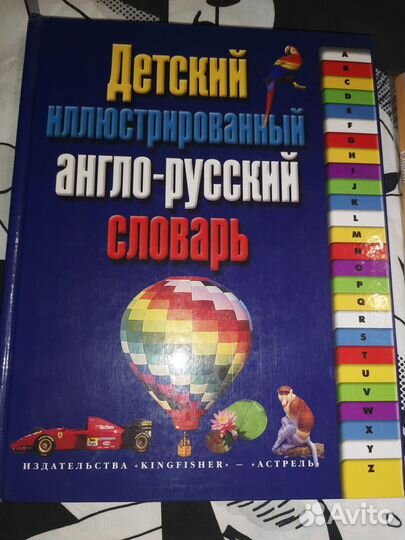 Детский
иллюстрированный
англо-русский
словарь
A
B
C
D
E
F
G
H
I
J
K
L
M
N
O
P
Q
R
S
T
U
V
W
X
Y
Z
ИЗДАТЕЛЬСТВА «KINGFISHER» – «АСТРЕЛЬ»
Avito